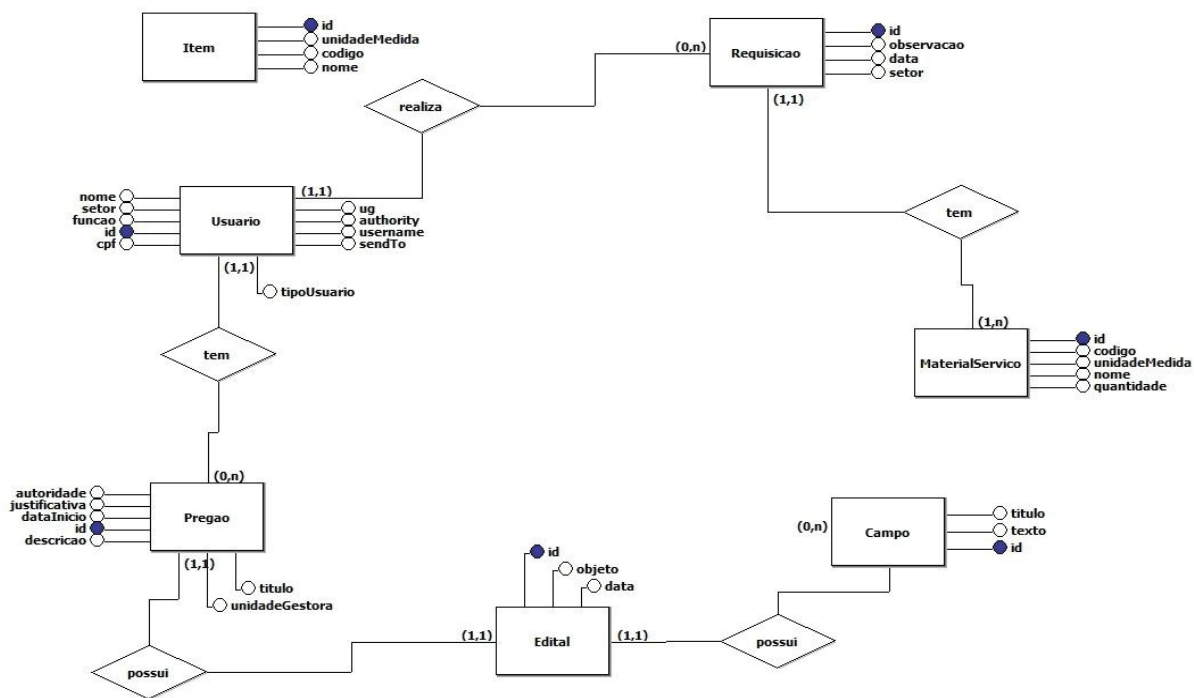 Item
id
unidadeMedida
codigo
nome
(0,n)
Requisicao
id
observacao
data
setor
(1,1)
realiza
(1,1)
nome
setor
funcao
id
cpf
Usuario
ug
authority
username
sendTo
(1,1)
tipoUsuario
tem
tem
(1,n)
MaterialServico
id
codigo
unidadeMedida
nome
quantidade
(0,n)
autoridade
justificativa
dataInicio
id
descricao
Pregao
(1,1)
titulo
unidadeGestora
possui
id
objeto
data
(1,1)
Edital
(1,1)
possui
(0,n)
Campo
titulo
texto
id